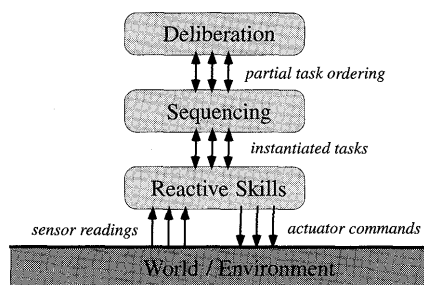 Deliberation
partial task ordering
Sequencing
instantiated tasks
Reactive Skills
sensor readings
actuator commands
World / Environment